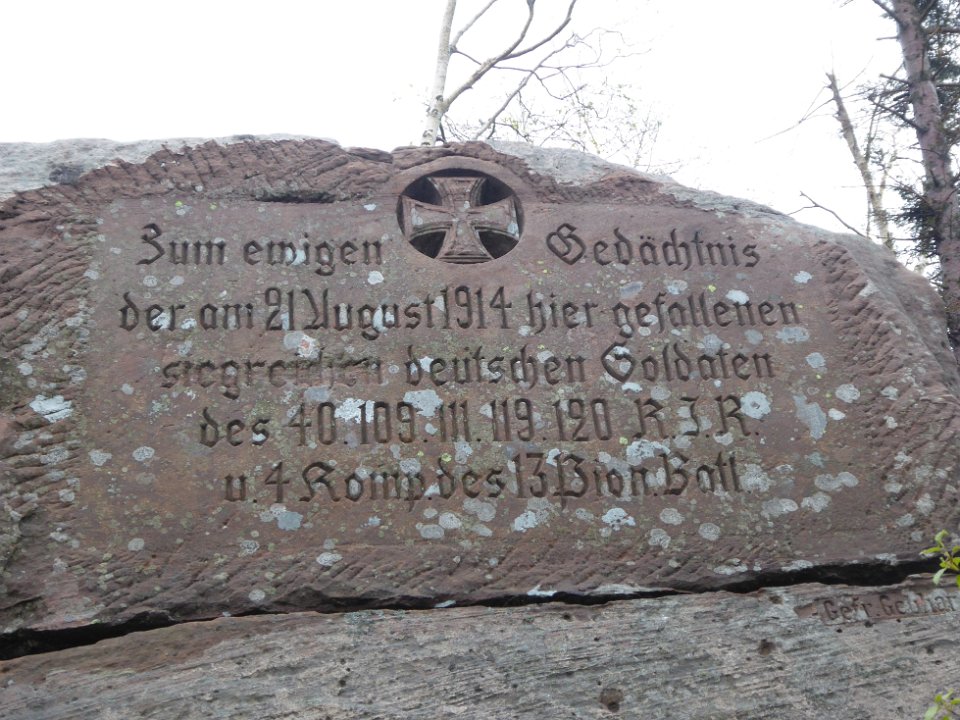 Zum ewigen Gedächtnis
der am 21 August 1914 hier gefallenen
siegreichen deutschen Soldaten
des 40. 109. 111. 119. 120 R.I.R.
u. 4 Komp. des 13 Pion. Batl
Gefr.